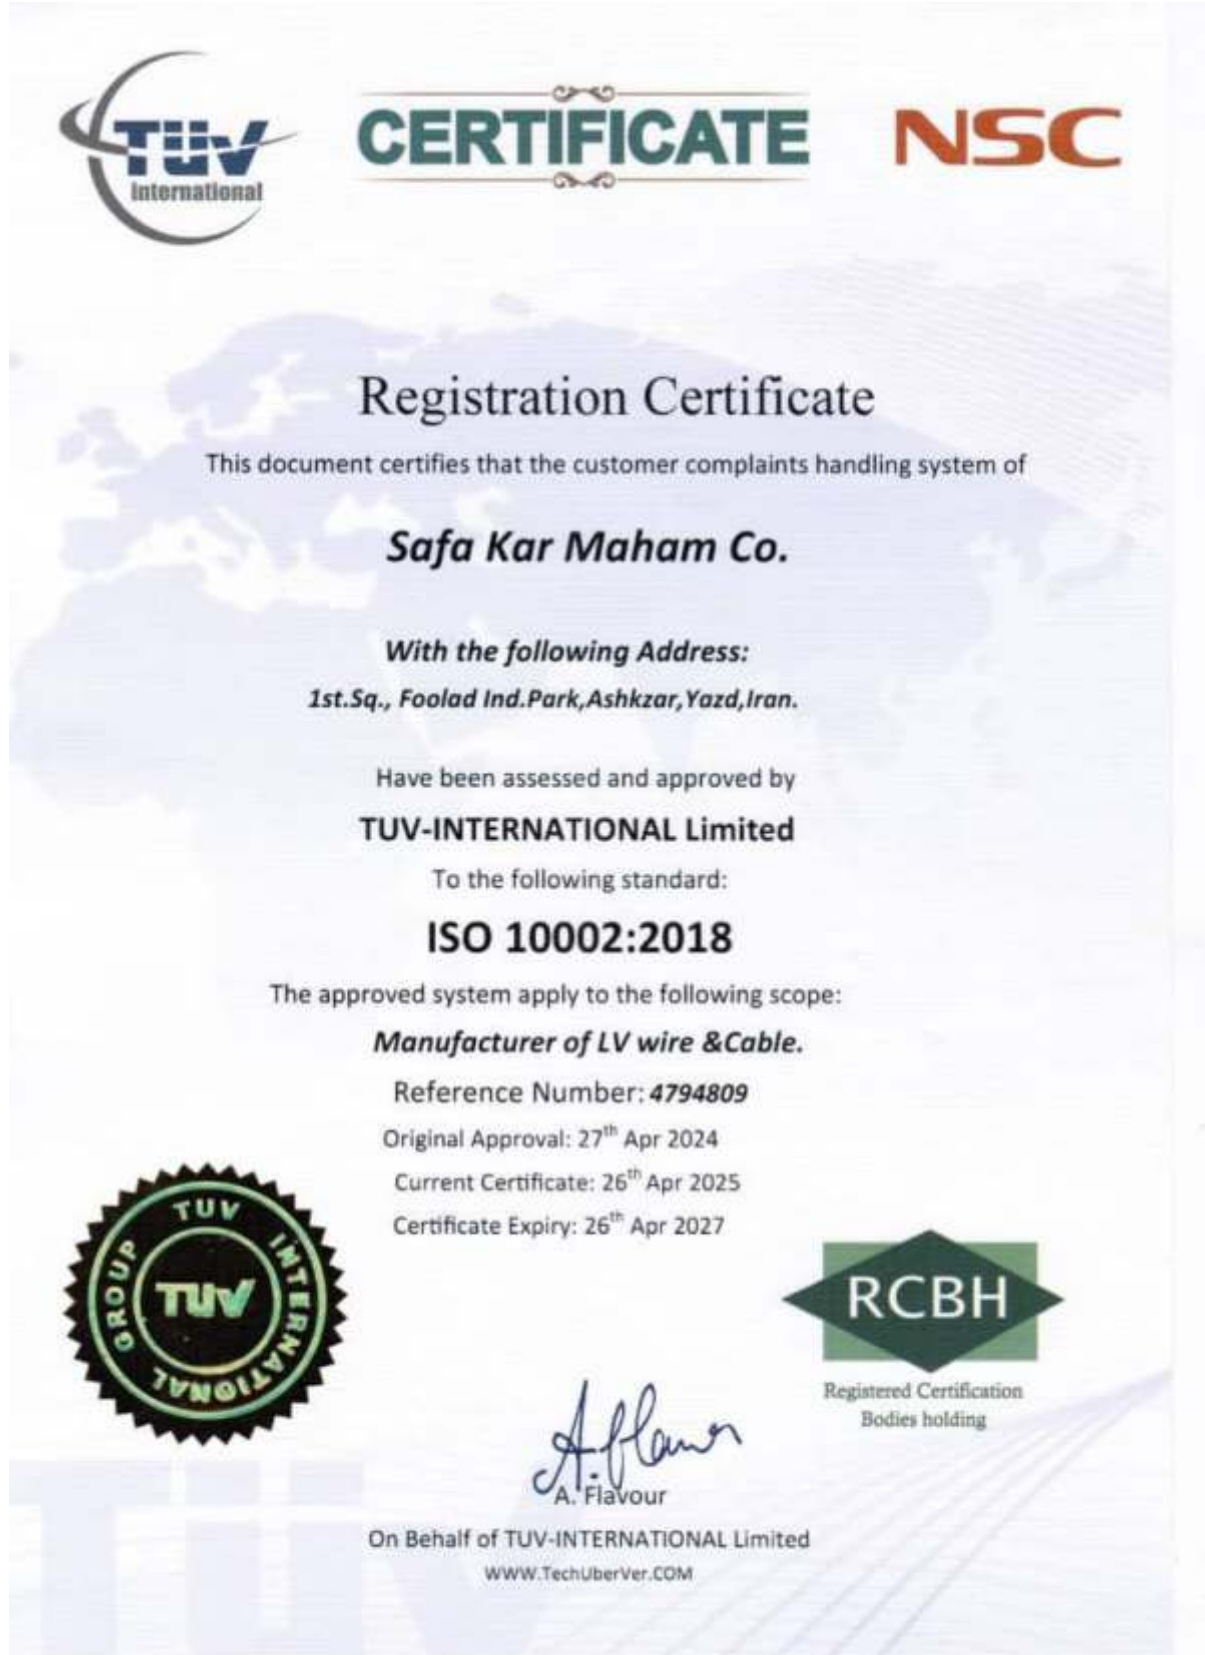 TÜV
International
CERTIFICATE
NSC
Registration Certificate
This document certifies that the customer complaints handling system of
Safa Kar Maham Co.
With the following Address:
1st.Sq., Foolad Ind.Park,Ashkzar,Yazd,Iran.
Have been assessed and approved by
TUV-INTERNATIONAL Limited
To the following standard:
ISO 10002:2018
The approved system apply to the following scope:
Manufacturer of LV wire &Cable.
Reference Number: 4794809
Original Approval: 27th Apr 2024
Current Certificate: 26th Apr 2025
Certificate Expiry: 26th Apr 2027
TUV INTERNATIONAL GROUP
TÜV
RCBH
Registered Certification
Bodies holding
A. Flavour
A. Flavour
On Behalf of TUV-INTERNATIONAL Limited
WWW.TechUberVer.COM
TÜV